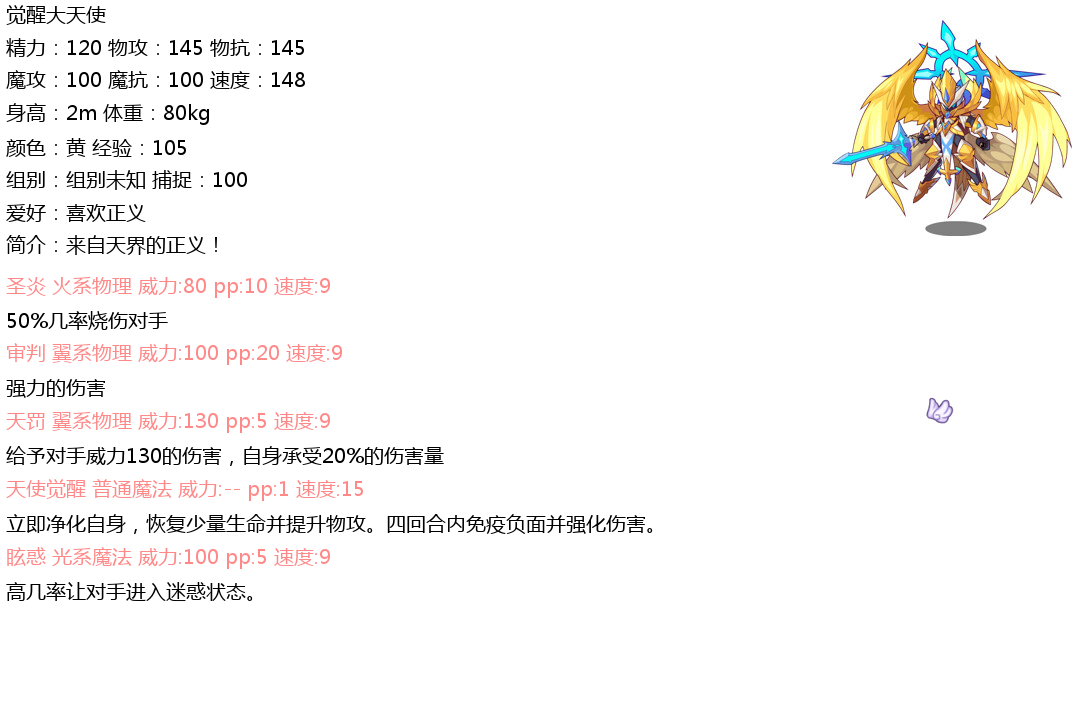 觉醒大天使
精力：120 物攻：145 物抗：145
魔攻：100 魔抗：100 速度：148
身高：2m 体重：80kg
颜色：黄 经验：105
组别：组别未知 捕捉：100
爱好：喜欢正义
简介：来自天界的正义！
圣炎 火系物理 威力:80 pp:10 速度:9
50%几率烧伤对手
审判 翼系物理 威力:100 pp:20 速度:9
强力的伤害
天罚 翼系物理 威力:130 pp:5 速度:9
给予对手威力130的伤害，自身承受20%的伤害量
天使觉醒 普通魔法 威力:-- pp:1 速度:15
立即净化自身，恢复少量生命并提升物攻。四回合内免疫负面并强化伤害。
眩惑 光系魔法 威力:100 pp:5 速度:9
高几率让对手进入迷惑状态。